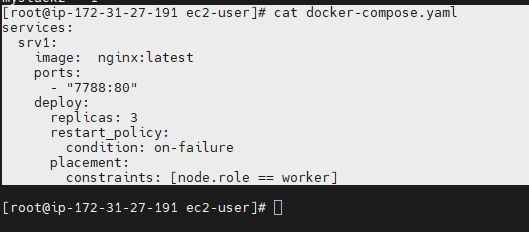 [root@ip-172-31-27-191 ec2-user]# cat docker-compose.yaml
services:
  srv1:
    image:  nginx:latest
    ports:
      - "7788:80"
    deploy:
      replicas: 3
      restart_policy:
        condition: on-failure
      placement:
        constraints: [node.role == worker]
[root@ip-172-31-27-191 ec2-user]#